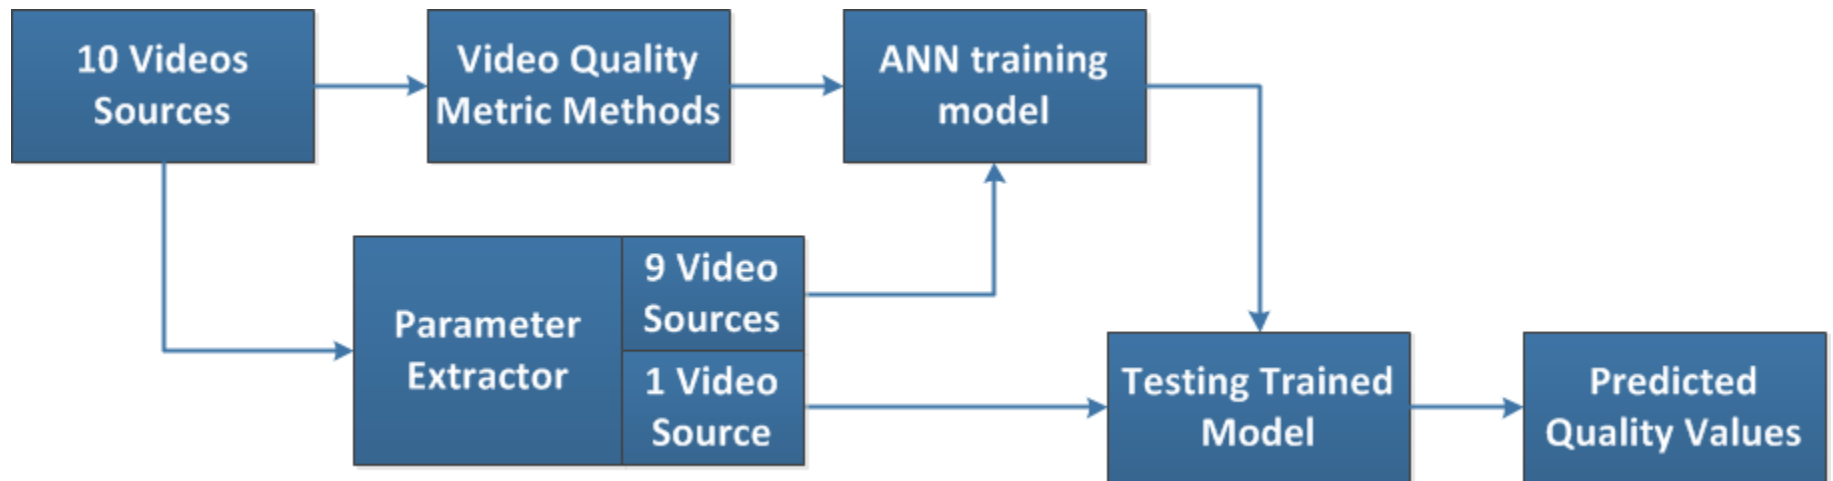 10 Videos
Sources
Video Quality
Metric Methods
ANN training
model
Parameter
Extractor
9 Video
Sources
1 Video
Source
Testing Trained
Model
Predicted
Quality Values